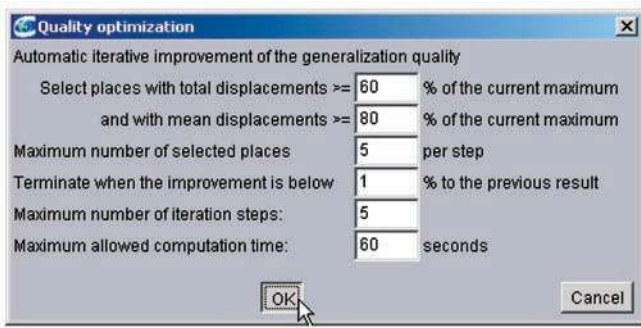 Quality optimization
Automatic iterative improvement of the generalization quality
Select places with total displacements >= 60 % of the current maximum
and with mean displacements >= 80 % of the current maximum
Maximum number of selected places 5 per step
Terminate when the improvement is below 1 % to the previous result
Maximum number of iteration steps: 5
Maximum allowed computation time: 60 seconds
OK Cancel